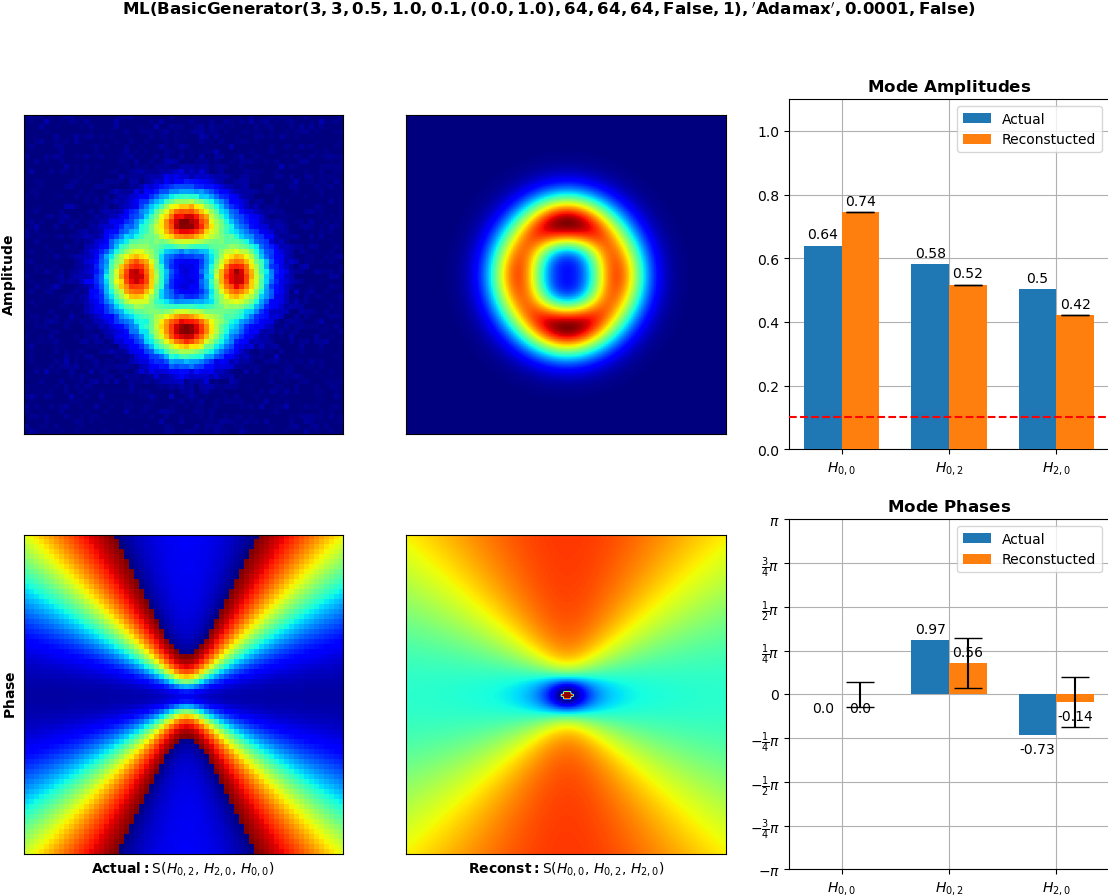 ML(BasicGenerator(3, 3, 0.5, 1.0, 0.1, (0.0, 1.0), 64, 64, 64, False, 1), 'Adamax', 0.0001, False)
Amplitude
Mode Amplitudes
Actual
Reconstucted
1.0
0.8
0.6
0.4
0.2
0.0
0.64
0.74
0.58
0.52
0.5
0.42
H0,0
H0,2
H2,0
Phase
Actual: S(H0,2, H2,0, H0,0)
Reconst: S(H0,0, H0,2, H2,0)
Mode Phases
Actual
Reconstucted
π
3/4π
1/2π
1/4π
0
−1/4π
−1/2π
−3/4π
−π
0.0
0.0
0.97
0.56
-0.73
-0.14
H0,0
H0,2
H2,0